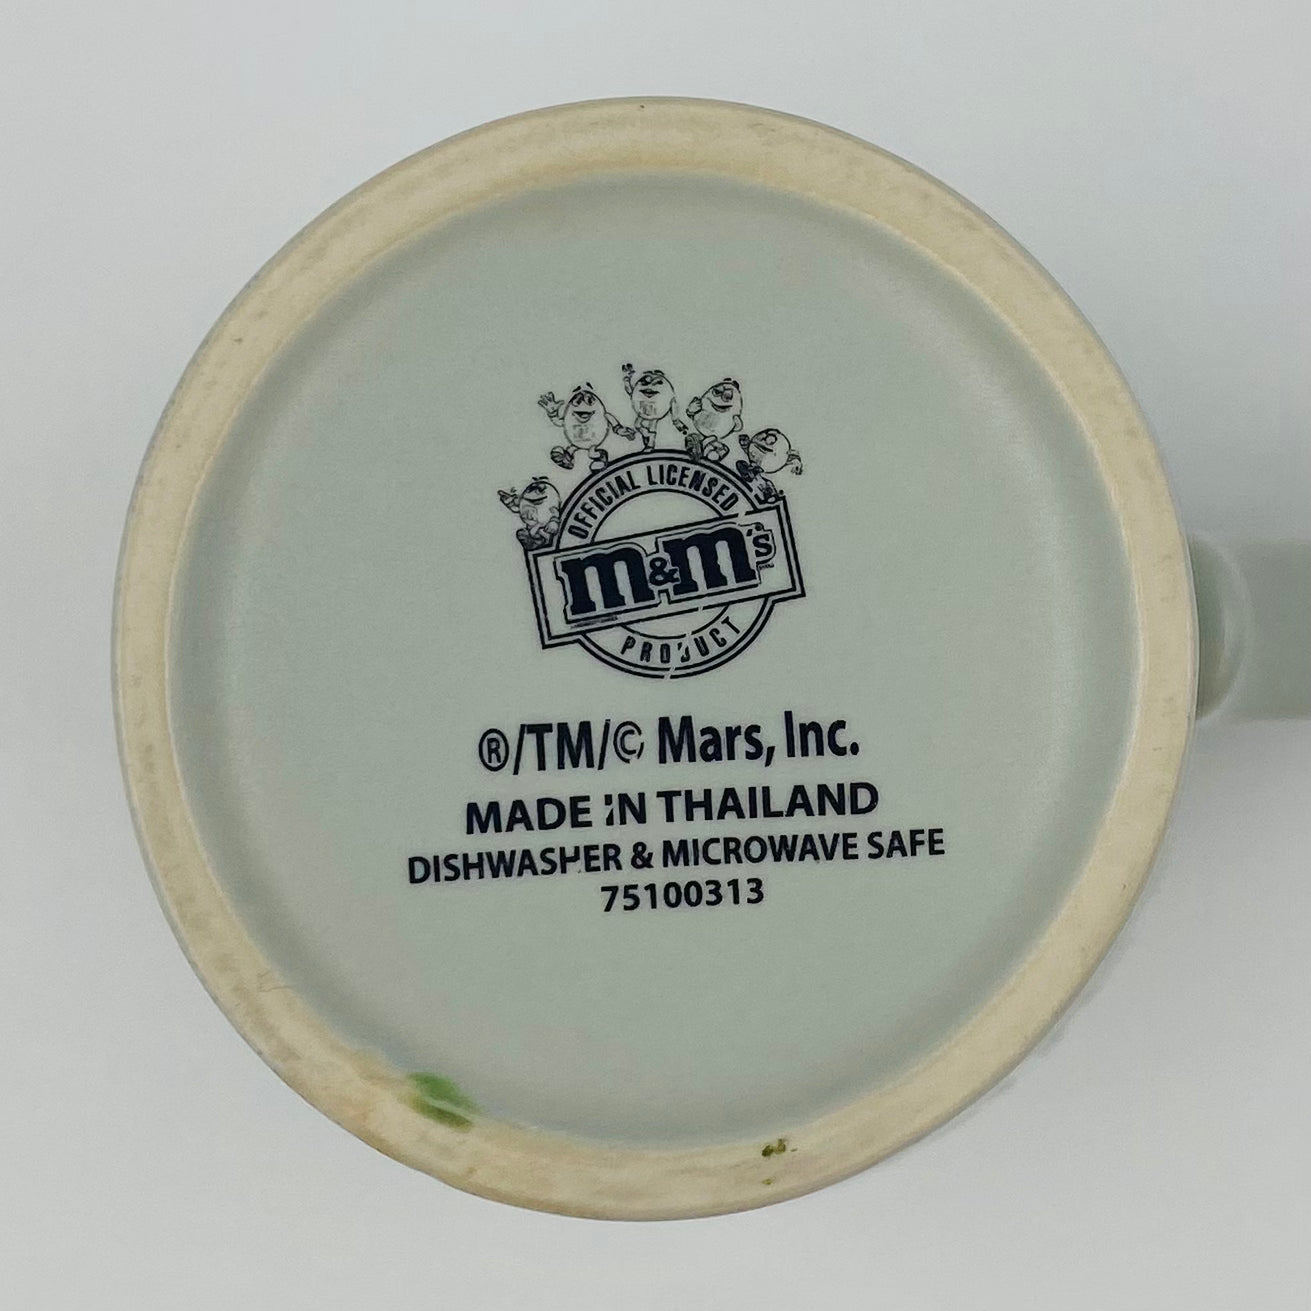 OFFICIAL LICENSED
m&m's
PRODUCT
®/TM/© Mars, Inc.
MADE IN THAILAND
DISHWASHER & MICROWAVE SAFE
75100313